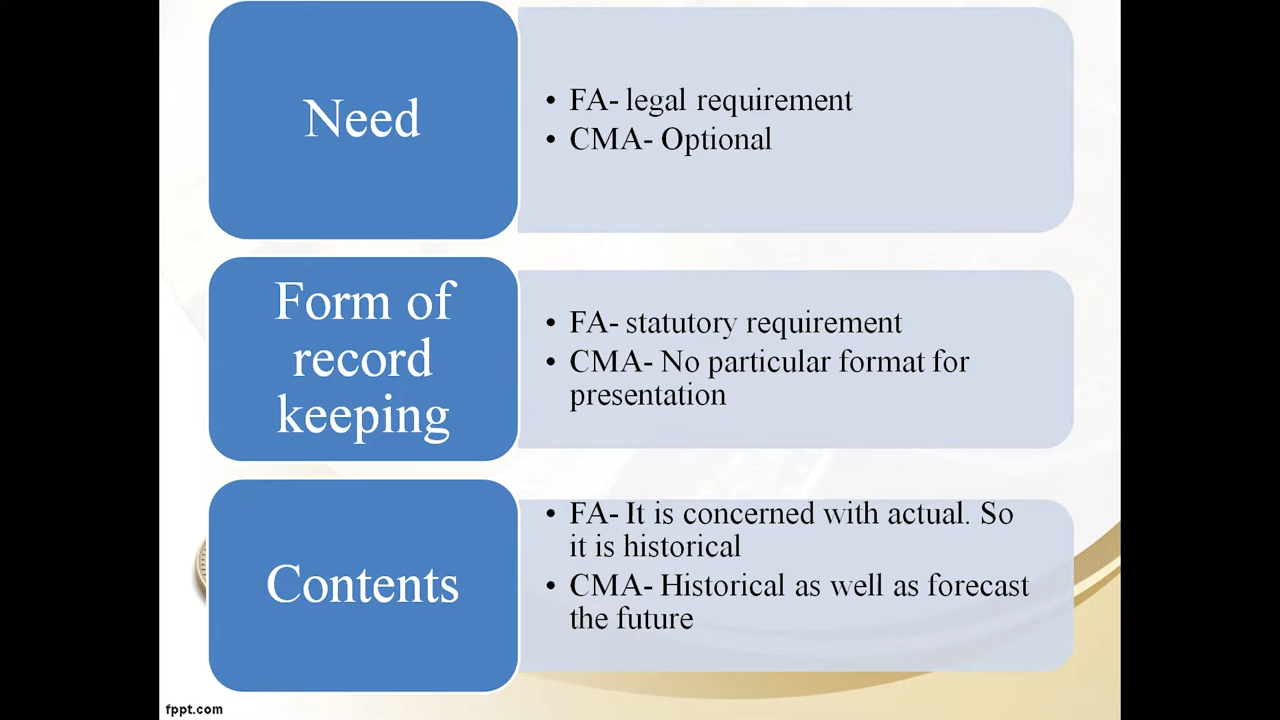 Need
• FA- legal requirement
• CMA- Optional
Form of
record
keeping
• FA- statutory requirement
• CMA- No particular format for
presentation
Contents
• FA- It is concerned with actual. So
it is historical
• CMA- Historical as well as forecast
the future
fppt.com